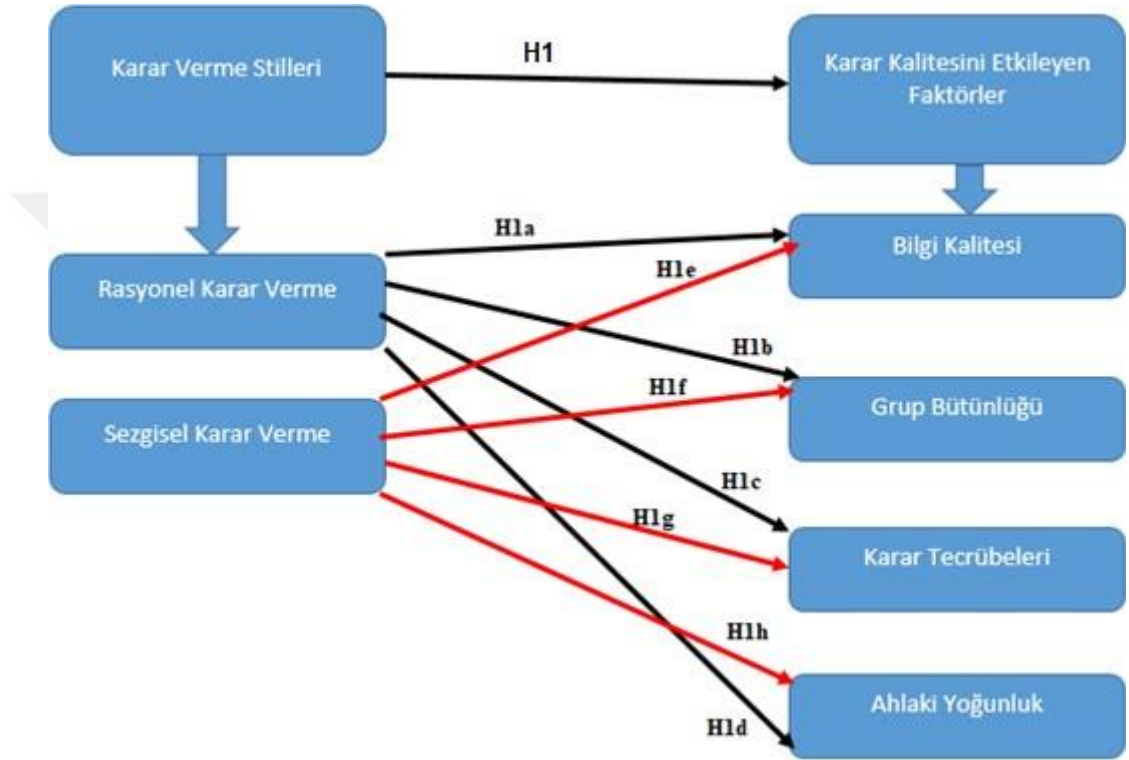 Karar Verme Stilleri
H1
Karar Kalitesini Etkileyen
Faktörler
H1a
Bilgi Kalitesi
H1e
Rasyonel Karar Verme
H1b
H1f
Grup Bütünlüğü
Sezgisel Karar Verme
H1c
H1g
Karar Tecrübeleri
H1h
Ahlaki Yoğunluk
H1d